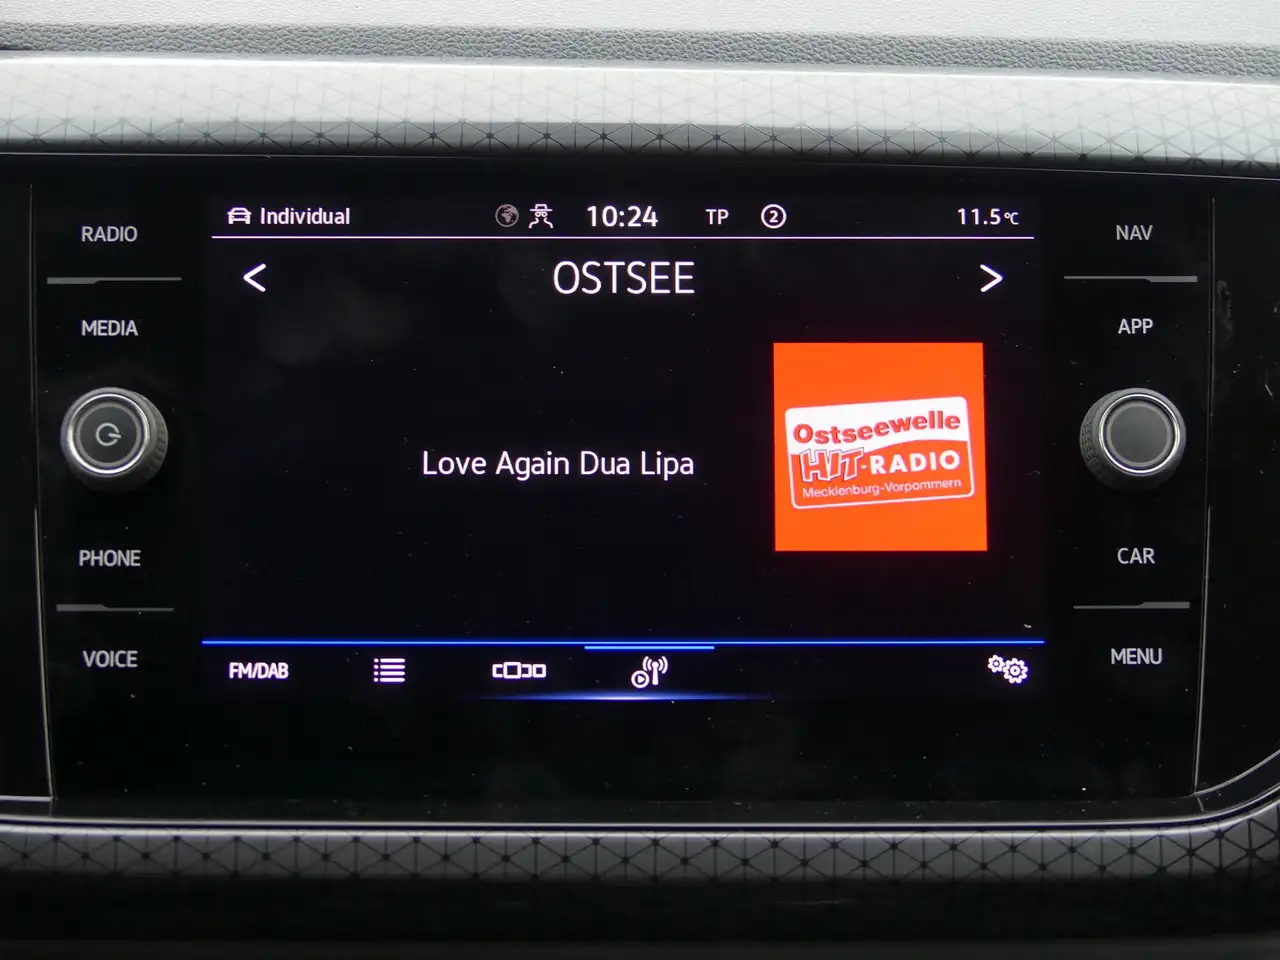 Individual
10:24
TP
2
11.5°C
RADIO
NAV
OSTSEE
MEDIA
APP
Love Again Dua Lipa
Ostseewelle
HIT-RADIO
Mecklenburg-Vorpommern
PHONE
CAR
VOICE
MENU
FM/DAB